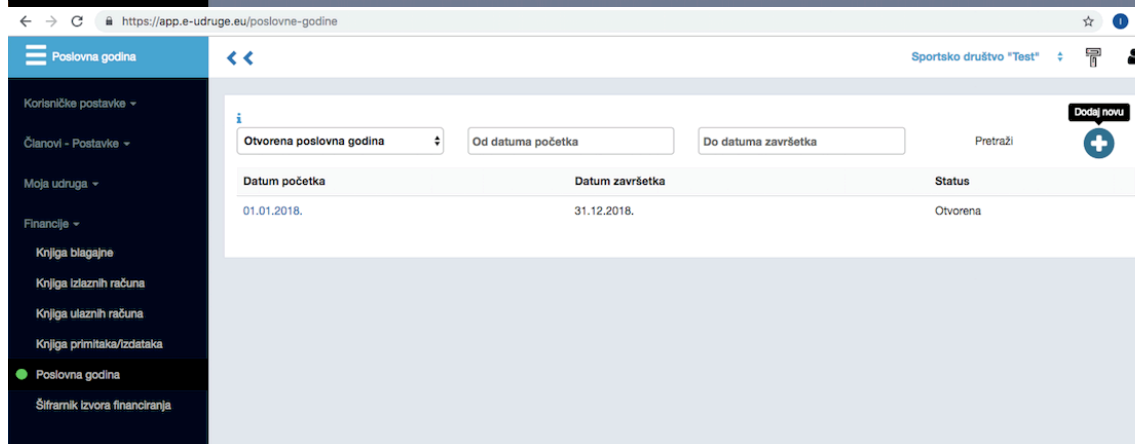 https://app.e-udruge.eu/poslovne-godine
I
Poslovna godina
Sportsko društvo "Test"
Korisničke postavke
Članovi - Postavke
Moja udruga
Financije
Knjiga blagajne
Knjiga izlaznih računa
Knjiga ulaznih računa
Knjiga primitaka/izdataka
Poslovna godina
Šifrarnik izvora financiranja
Dodaj novu
Otvorena poslovna godina Od datuma početka Do datuma završetka Pretraži
Datum početka Datum završetka Status
01.01.2018. 31.12.2018. Otvorena